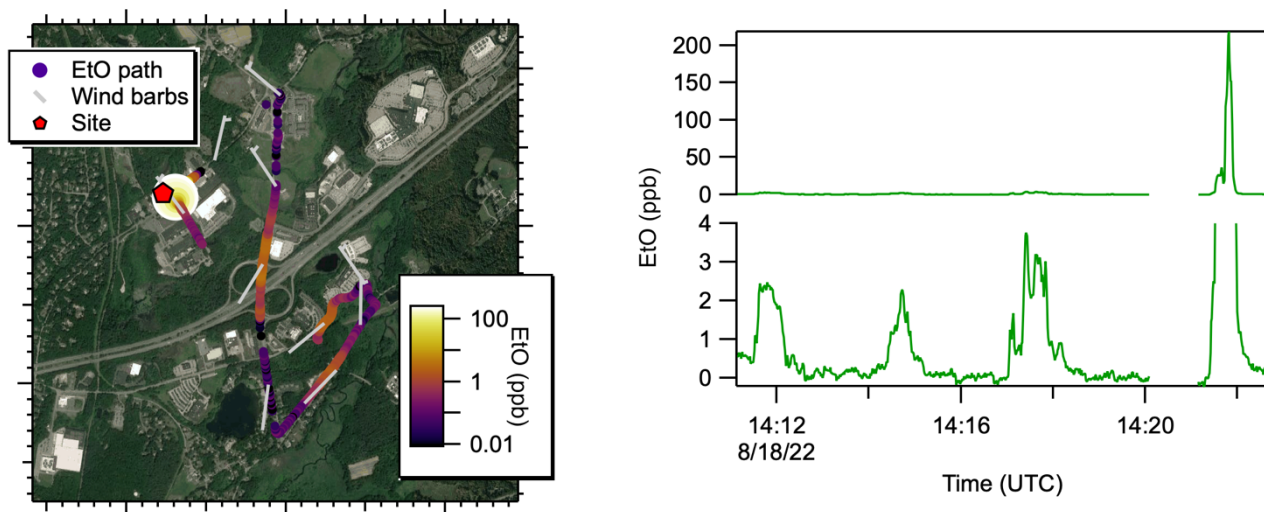 EtO path
Wind barbs
Site
100
1
0.01
EtO (ppb)
200
150
100
50
0
4
3
2
1
0
EtO (ppb)
14:12
14:16
14:20
8/18/22
Time (UTC)